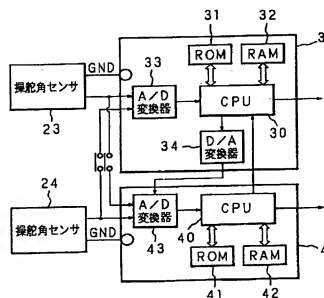 31
32
3
ROM
RAM
GND
33
操舵角センサ
A/D
変換器
CPU
23
34
30
D/A
変換器
24
操舵角センサ
A/D
変換器
CPU
40
GND
43
ROM
RAM
4
41
42